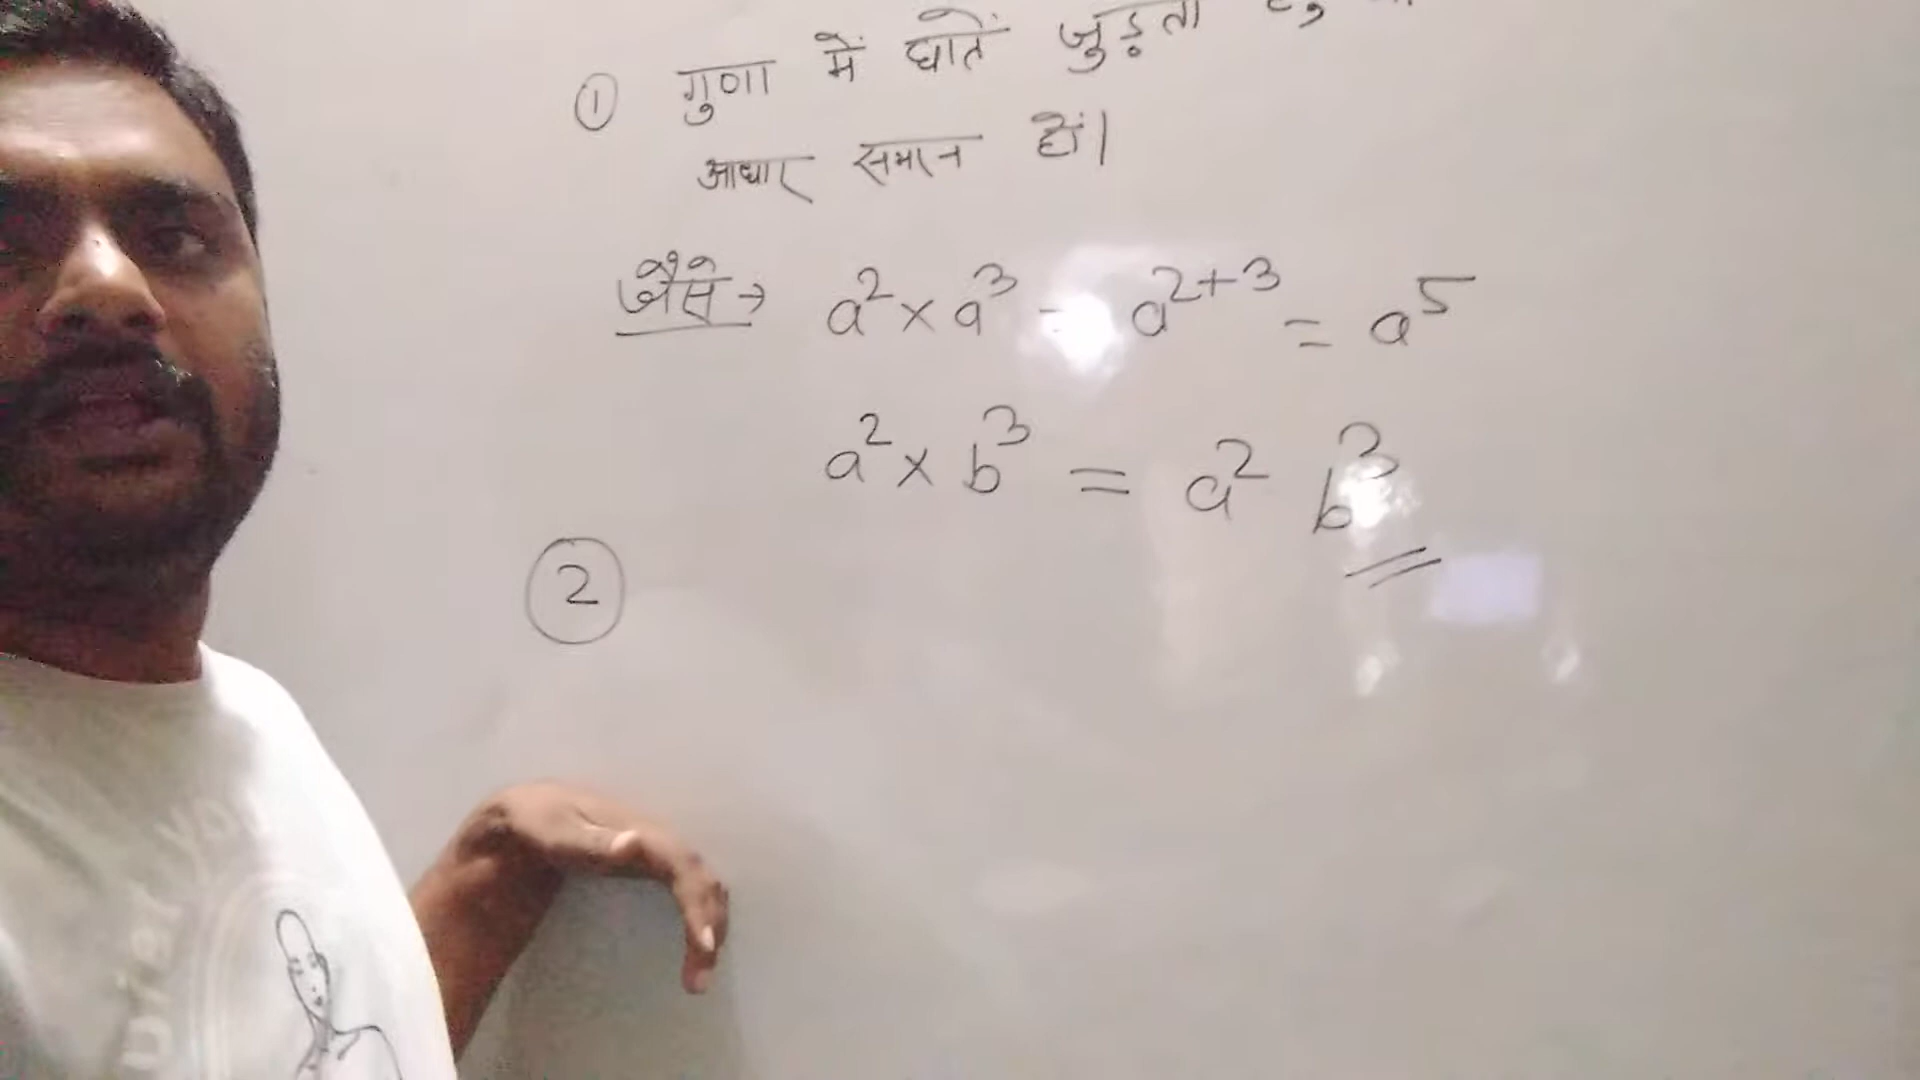 ① गुणा में घातें जुड़ती
आधार समान हों।
जैसे → a² × a³ = a²⁺³ = a⁵
a² × b³ = a² b³
②